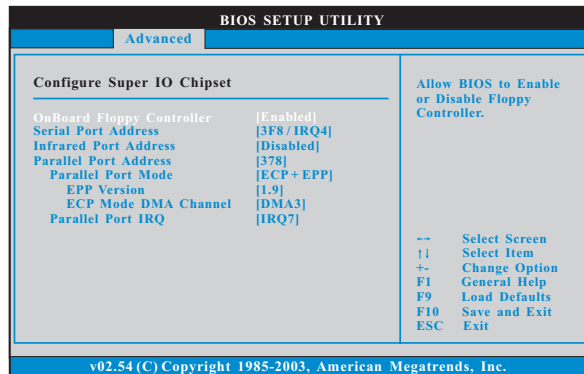 BIOS SETUP UTILITY
Advanced
Configure Super IO Chipset
OnBoard Floppy Controller [Enabled]
Serial Port Address [3F8 / IRQ4]
Infrared Port Address [Disabled]
Parallel Port Address [378]
Parallel Port Mode [ECP + EPP]
EPP Version [1.9]
ECP Mode DMA Channel [DMA3]
Parallel Port IRQ [IRQ7]
Allow BIOS to Enable
or Disable Floppy
Controller.
←→ Select Screen
↑↓ Select Item
+- Change Option
F1 General Help
F9 Load Defaults
F10 Save and Exit
ESC Exit
v02.54 (C) Copyright 1985-2003, American Megatrends, Inc.